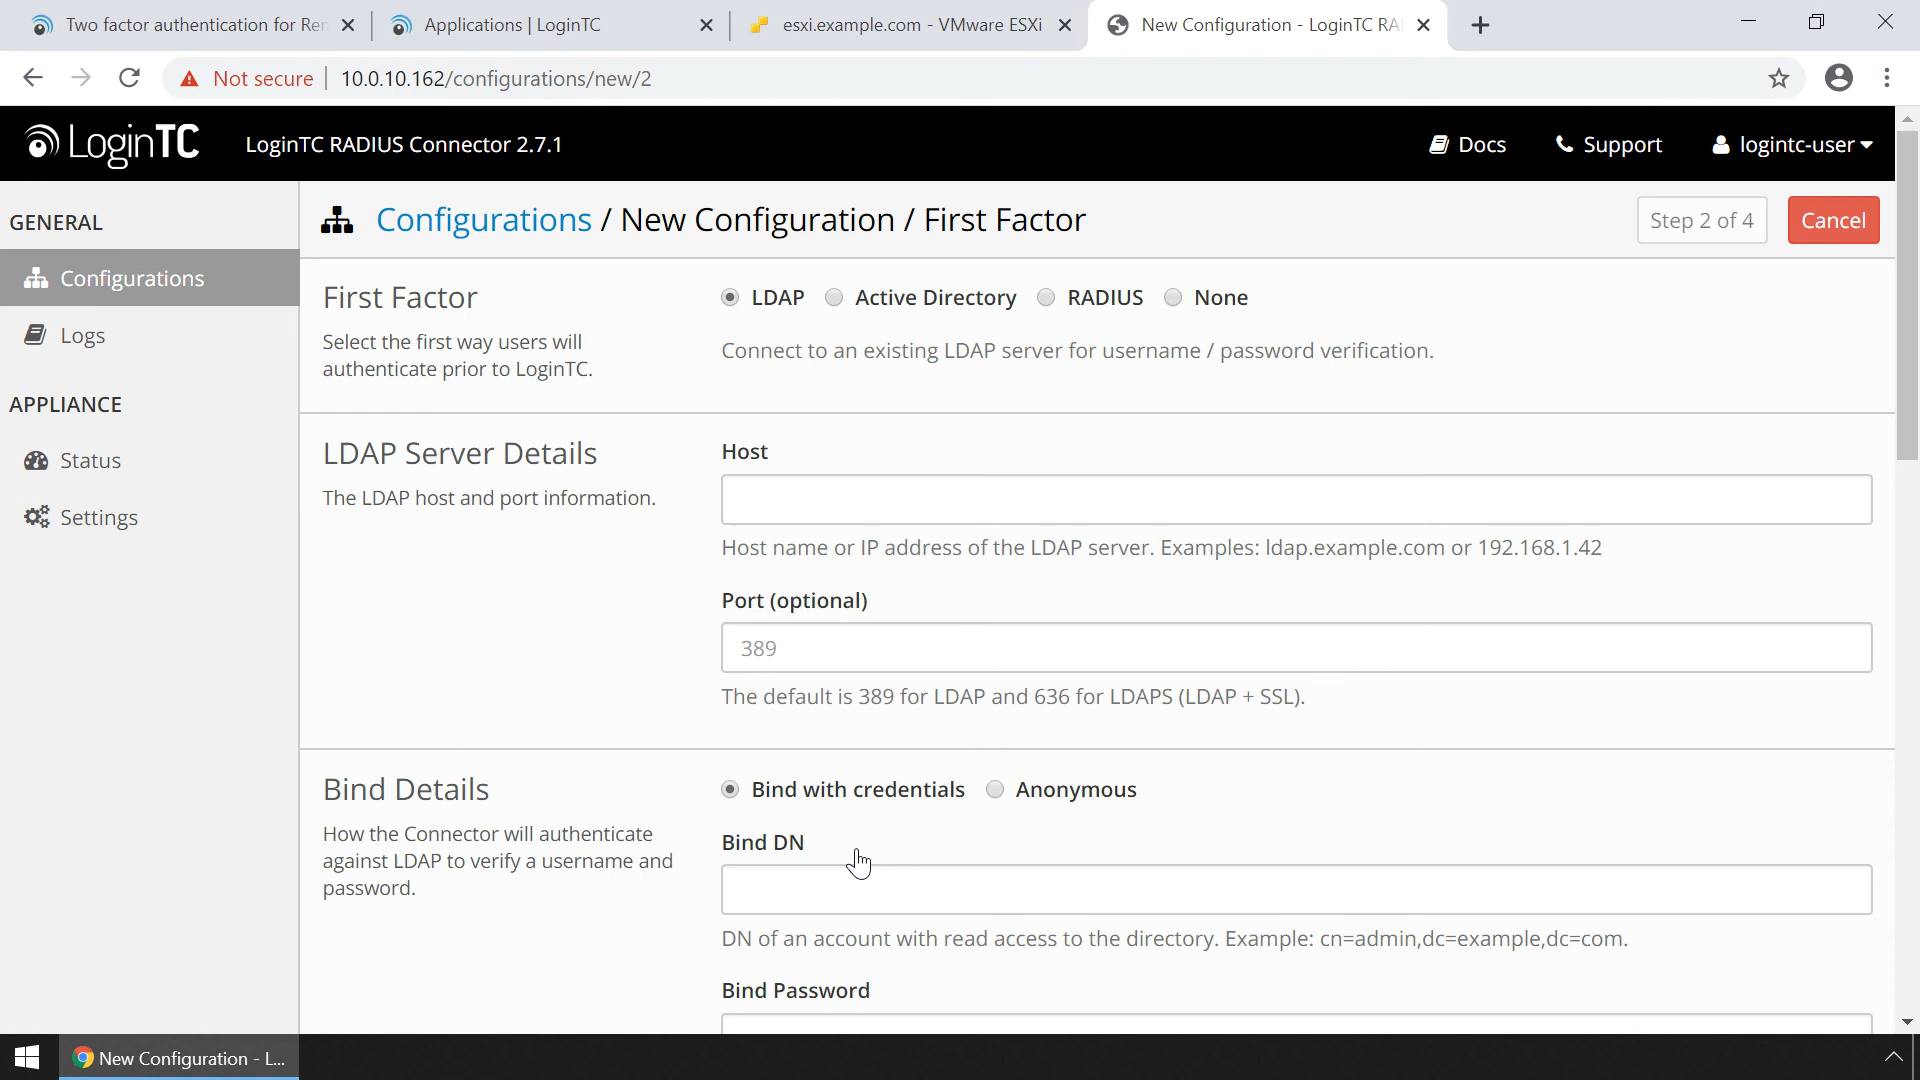 Two factor authentication for Ren
Applications | LoginTC
esxi.example.com - VMware ESXi
New Configuration - LoginTC RA
Not secure
10.0.10.162/configurations/new/2
LoginTC
LoginTC RADIUS Connector 2.7.1
Docs
Support
logintc-user
GENERAL
Configurations
Logs
APPLIANCE
Status
Settings
Configurations / New Configuration / First Factor
Step 2 of 4
Cancel
First Factor
Select the first way users will
authenticate prior to LoginTC.
LDAP
Active Directory
RADIUS
None
Connect to an existing LDAP server for username / password verification.
LDAP Server Details
The LDAP host and port information.
Host
Host name or IP address of the LDAP server. Examples: ldap.example.com or 192.168.1.42
Port (optional)
389
The default is 389 for LDAP and 636 for LDAPS (LDAP + SSL).
Bind Details
How the Connector will authenticate
against LDAP to verify a username and
password.
Bind with credentials
Anonymous
Bind DN
DN of an account with read access to the directory. Example: cn=admin,dc=example,dc=com.
Bind Password
New Configuration - L...